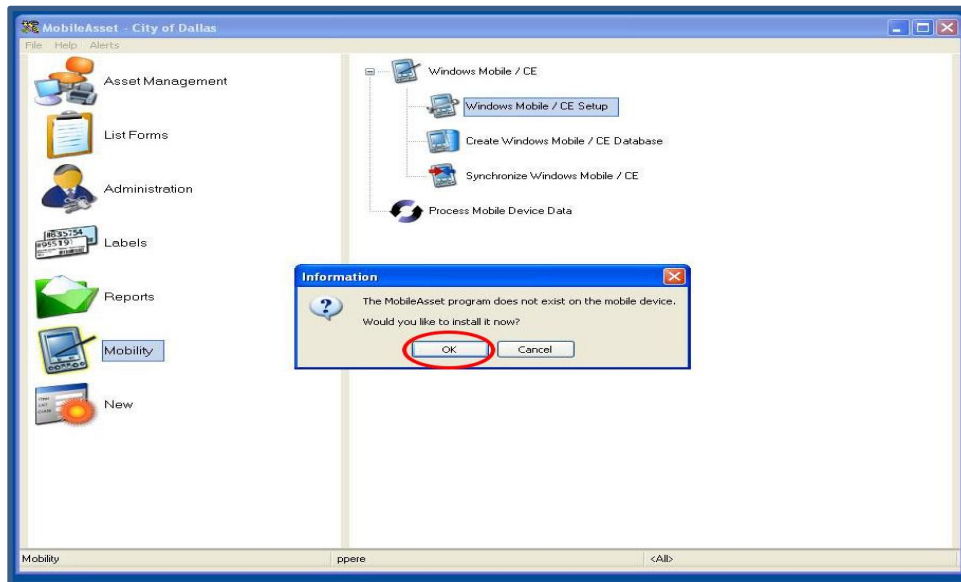 MobileAsset - City of Dallas
File Help Alerts
Asset Management
List Forms
Administration
Labels
Reports
Mobility
New
Windows Mobile / CE
Windows Mobile / CE Setup
Create Windows Mobile / CE Database
Synchronize Windows Mobile / CE
Process Mobile Device Data
Information
The MobileAsset program does not exist on the mobile device.
Would you like to install it now?
OK Cancel
Mobility ppere <All>